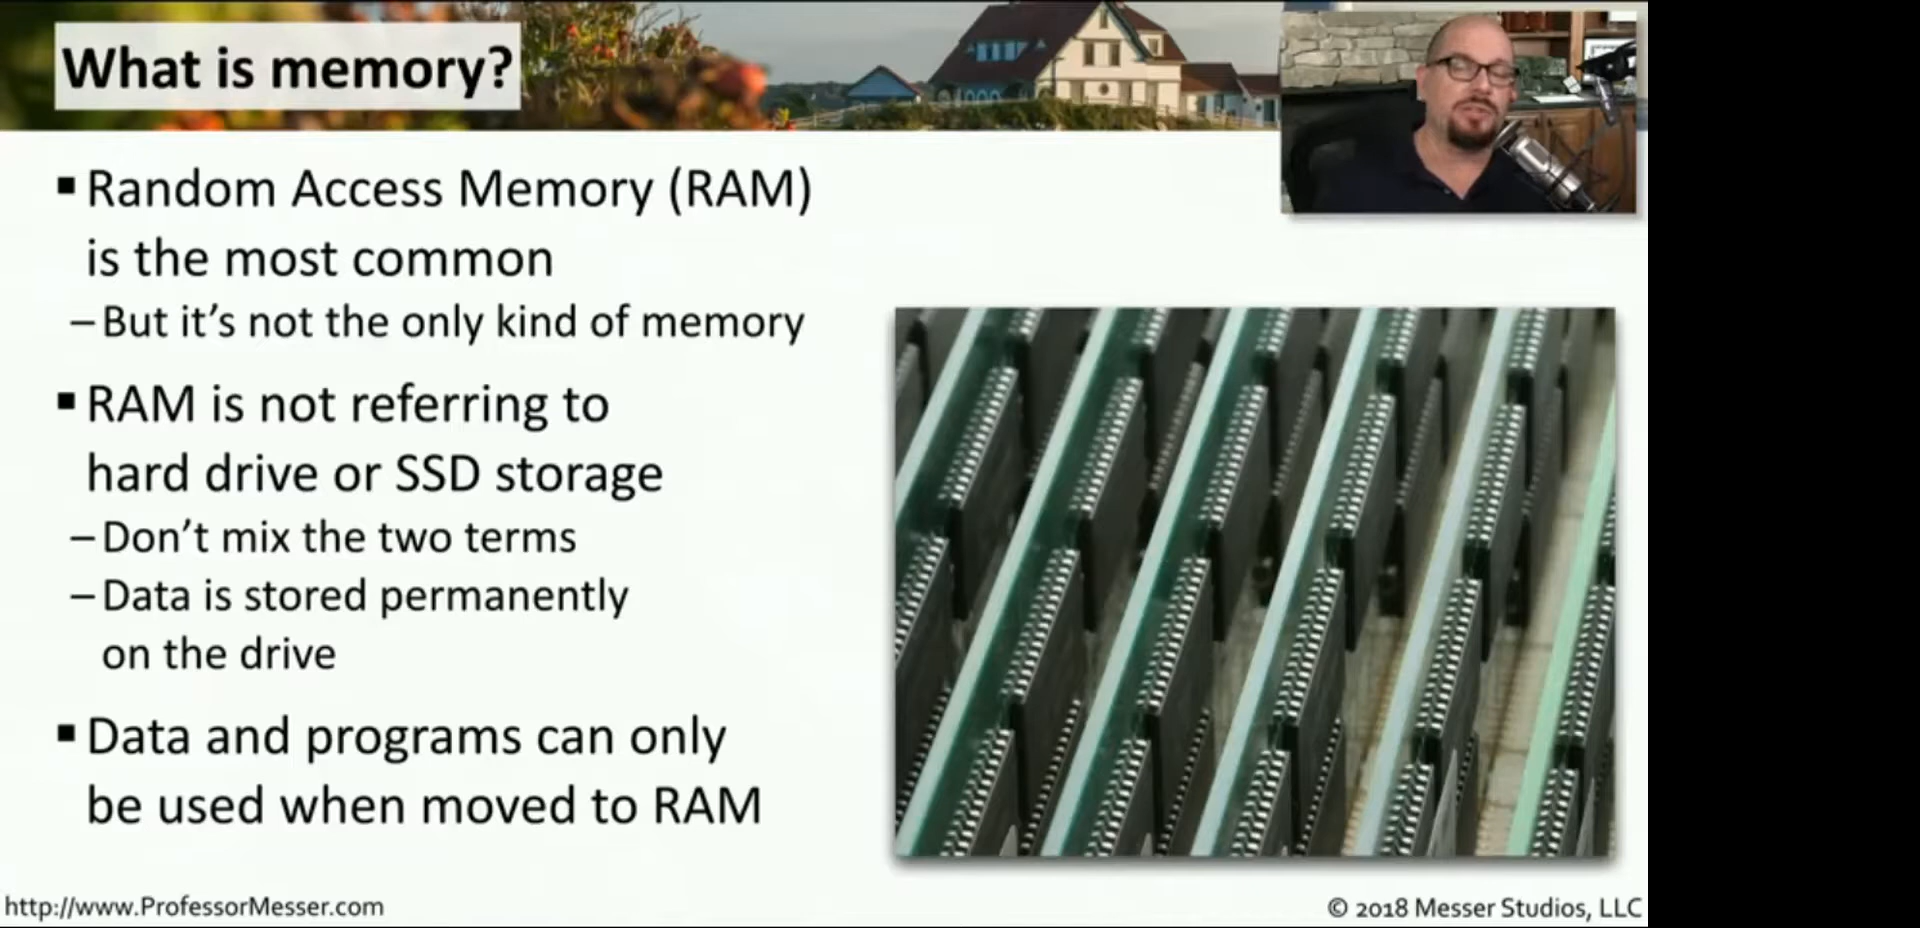 What is memory?
▪ Random Access Memory (RAM)
is the most common
– But it's not the only kind of memory
▪ RAM is not referring to
hard drive or SSD storage
– Don't mix the two terms
– Data is stored permanently
on the drive
▪ Data and programs can only
be used when moved to RAM
http://www.ProfessorMesser.com
© 2018 Messer Studios, LLC